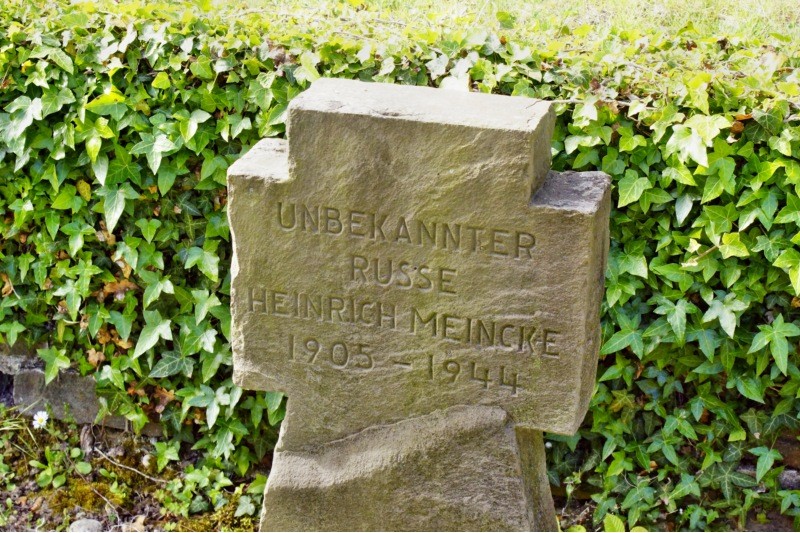 UNBEKANNTER
RUSSE
HEINRICH MEINCKE
1905 - 1944